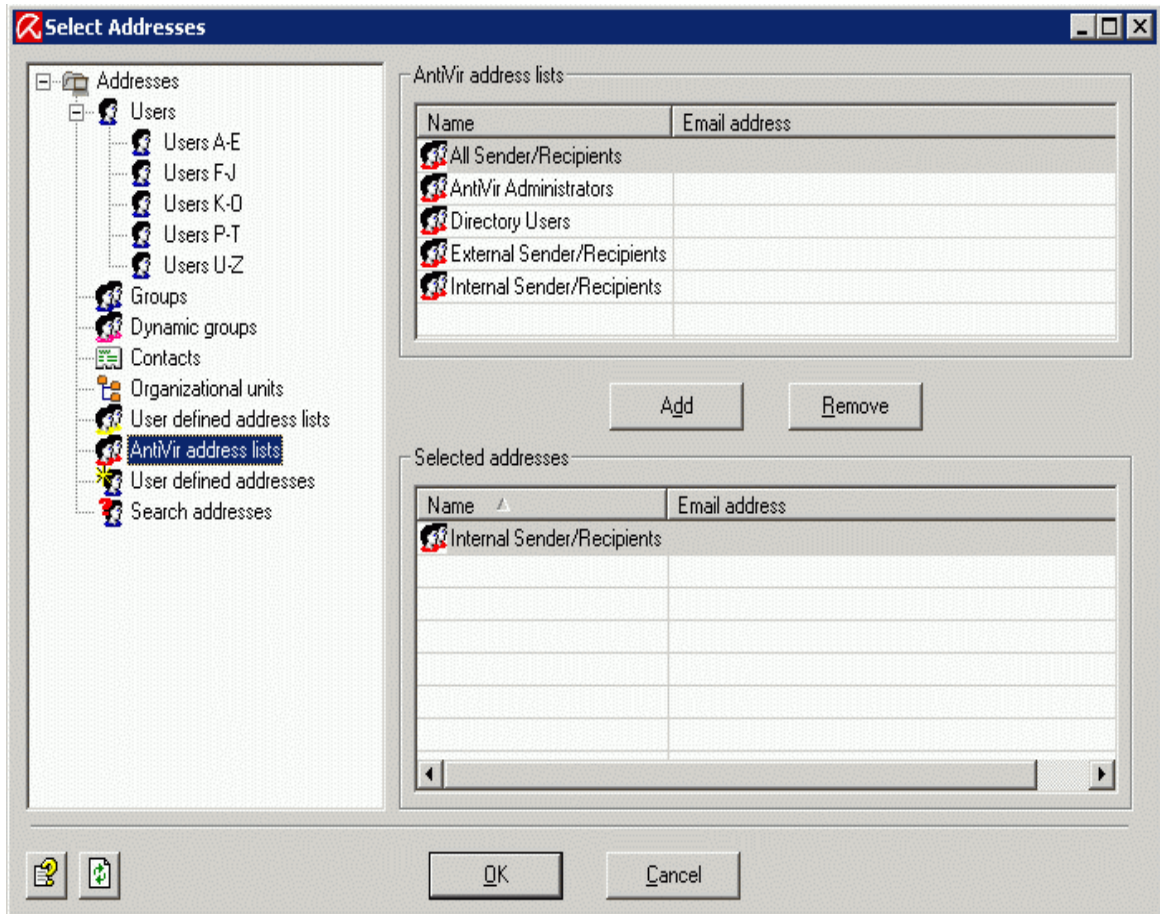 Select Addresses
Addresses
Users
Users A-E
Users F-J
Users K-O
Users P-T
Users U-Z
Groups
Dynamic groups
Contacts
Organizational units
User defined address lists
AntiVir address lists
User defined addresses
Search addresses
AntiVir address lists
Name Email address
All Sender/Recipients
AntiVir Administrators
Directory Users
External Sender/Recipients
Internal Sender/Recipients
Add Remove
Selected addresses
Name Email address
Internal Sender/Recipients
OK Cancel